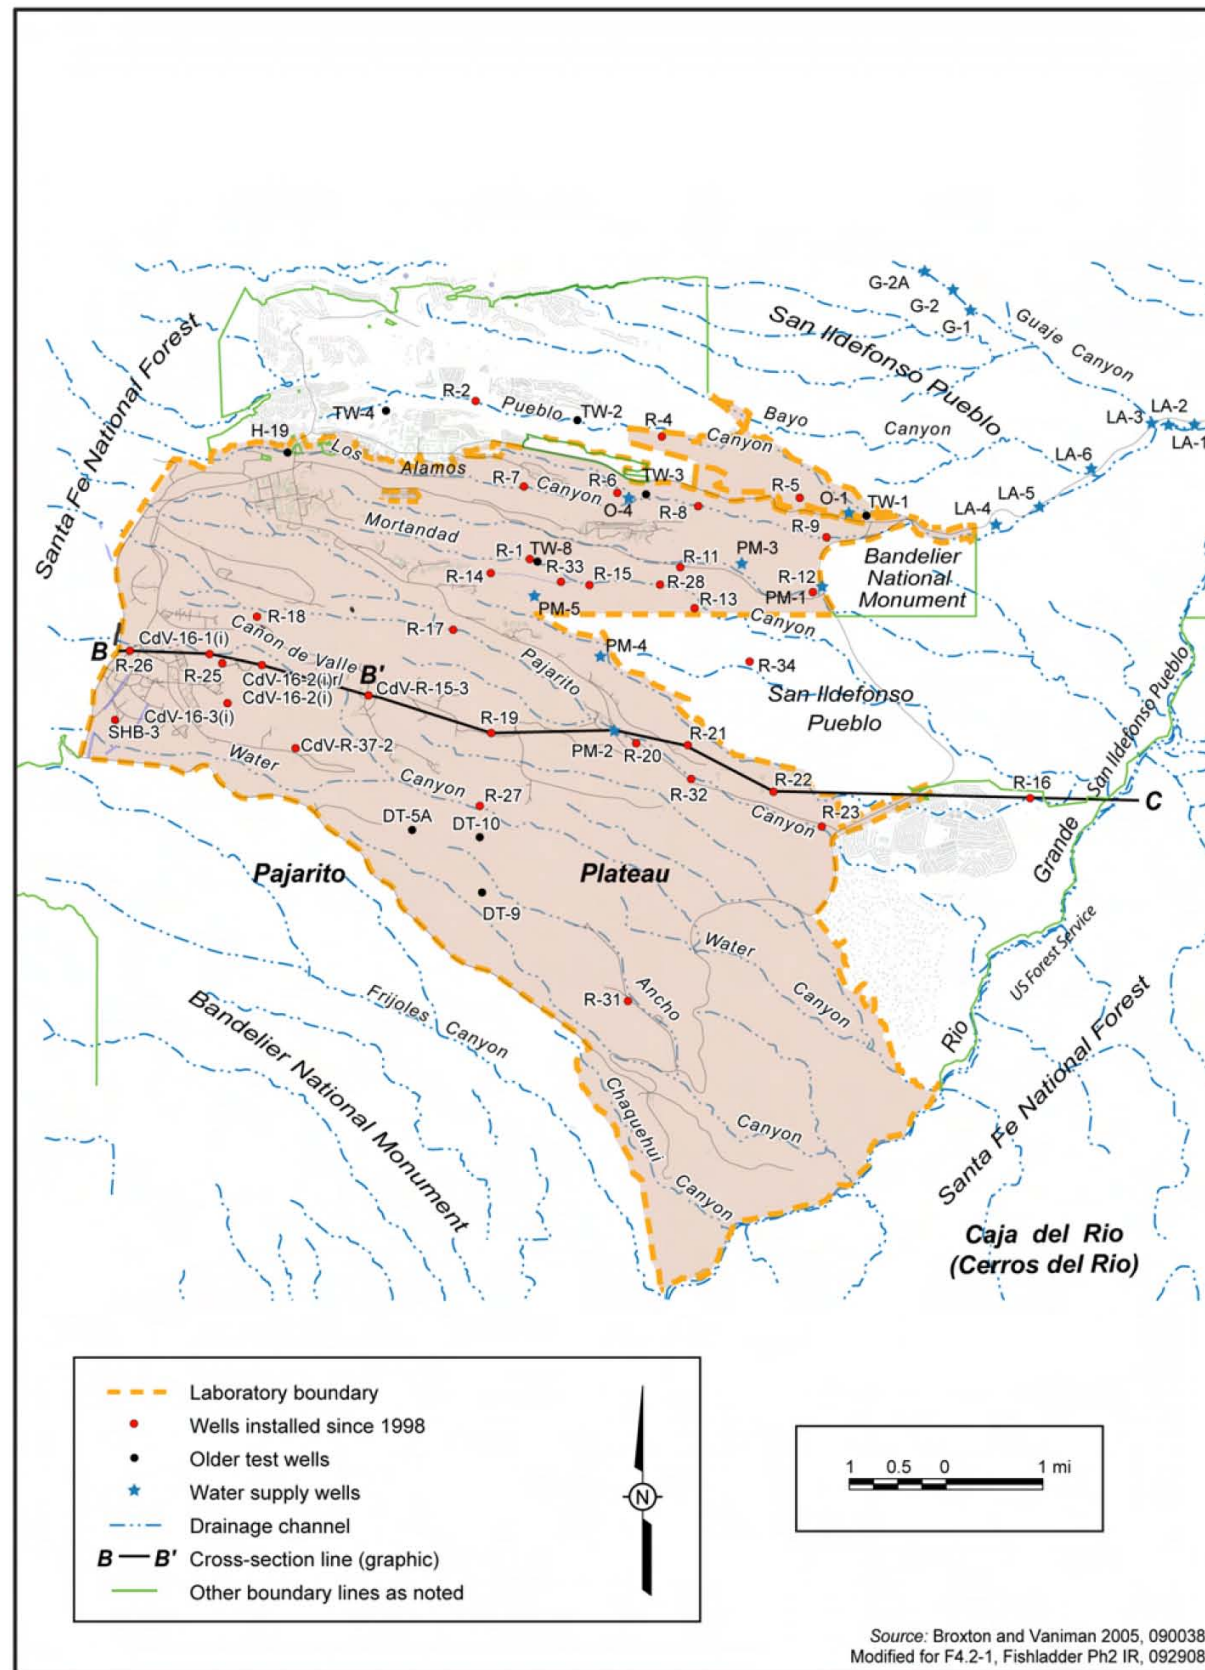 G-2A
G-2
G-1
Guaje Canyon
San Ildefonso Pueblo
Santa Fe National Forest
R-2
Pueblo
TW-4
TW-2
R-4
Bayo
Canyon
Canyon
LA-3
LA-2
LA-1
H-19
Los
Alamos
LA-6
R-7
Canyon
R-6
TW-3
O-4
R-8
R-5
O-1
TW-1
LA-5
LA-4
Mortandad
R-9
R-1
TW-8
R-11
PM-3
Bandelier
National
Monument
R-14
R-33
R-15
R-28
R-12
PM-1
PM-5
R-13
Canyon
R-18
R-17
CdV-16-1(i)
Cañon de Valle
PM-4
B
R-26
R-25
CdV-16-2(i)r/
CdV-16-2(i)
B'
CdV-R-15-3
Pajarito
R-34
San Ildefonso
Pueblo
San Ildefonso Pueblo
CdV-16-3(i)
SHB-3
R-19
PM-2
R-20
R-21
CdV-R-37-2
Water
Canyon
R-32
R-22
R-16
C
R-27
Canyon
R-23
DT-5A
DT-10
Pajarito
Plateau
Rio Grande
DT-9
US Forest Service
Water
Canyon
R-31
Ancho
Canyon
Frijoles Canyon
Bandelier National Monument
Chaquehui
Canyon
Santa Fe National Forest
Caja del Rio
(Cerros del Rio)
Laboratory boundary
Wells installed since 1998
Older test wells
Water supply wells
Drainage channel
B B' Cross-section line (graphic)
Other boundary lines as noted
N
1 0.5 0 1 mi
Source: Broxton and Vaniman 2005, 090038
Modified for F4.2-1, Fishladder Ph2 IR, 092908